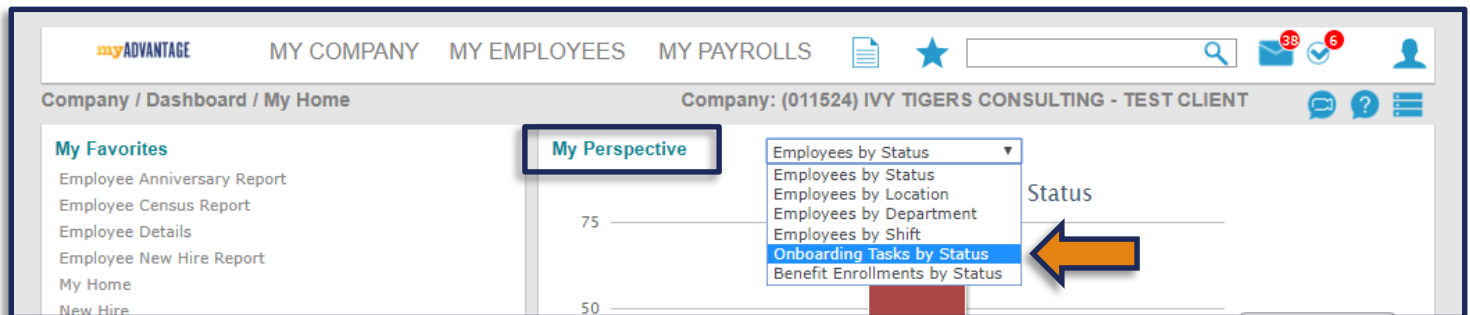 myADVANTAGE MY COMPANY MY EMPLOYEES MY PAYROLLS 38 6
Company / Dashboard / My Home Company: (011524) IVY TIGERS CONSULTING - TEST CLIENT ?
My Favorites
Employee Anniversary Report
Employee Census Report
Employee Details
Employee New Hire Report
My Home
New Hire
My Perspective
Employees by Status
Employees by Status
Employees by Location
Employees by Department
Employees by Shift
Onboarding Tasks by Status
Benefit Enrollments by Status
Status
75
50